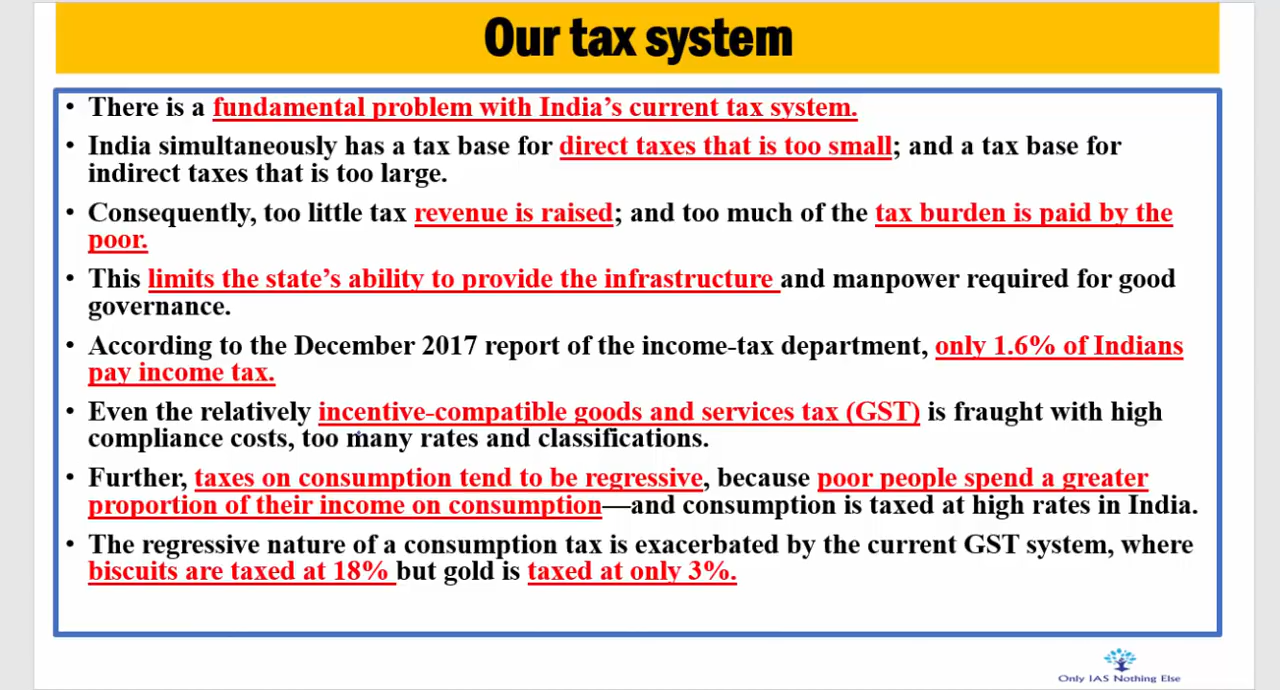 Our tax system
• There is a fundamental problem with India’s current tax system.
• India simultaneously has a tax base for direct taxes that is too small; and a tax base for
indirect taxes that is too large.
• Consequently, too little tax revenue is raised; and too much of the tax burden is paid by the
poor.
• This limits the state’s ability to provide the infrastructure and manpower required for good
governance.
• According to the December 2017 report of the income-tax department, only 1.6% of Indians
pay income tax.
• Even the relatively incentive-compatible goods and services tax (GST) is fraught with high
compliance costs, too many rates and classifications.
• Further, taxes on consumption tend to be regressive, because poor people spend a greater
proportion of their income on consumption—and consumption is taxed at high rates in India.
• The regressive nature of a consumption tax is exacerbated by the current GST system, where
biscuits are taxed at 18% but gold is taxed at only 3%.
Only IAS Nothing Else